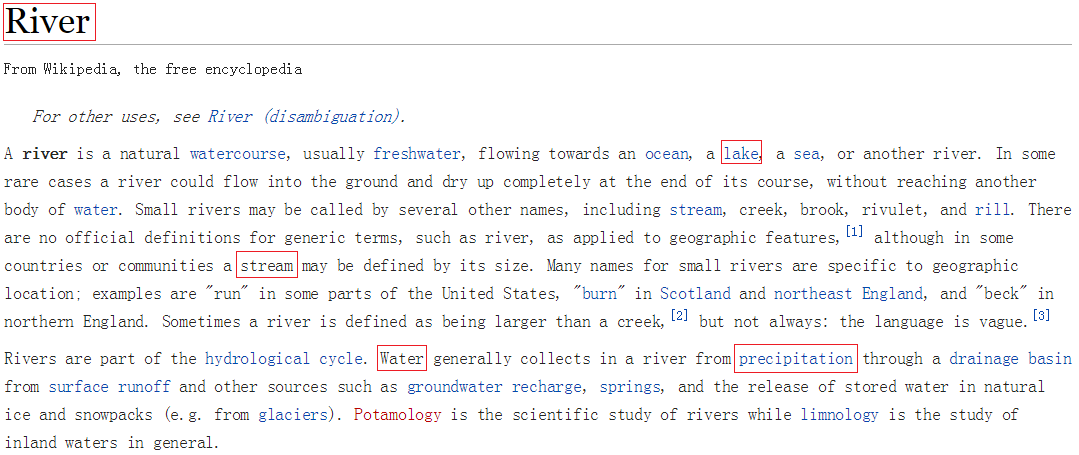 River
From Wikipedia, the free encyclopedia
For other uses, see River (disambiguation).
A river is a natural watercourse, usually freshwater, flowing towards an ocean, a lake, a sea, or another river. In some
rare cases a river could flow into the ground and dry up completely at the end of its course, without reaching another
body of water. Small rivers may be called by several other names, including stream, creek, brook, rivulet, and rill. There
are no official definitions for generic terms, such as river, as applied to geographic features,[1] although in some
countries or communities a stream may be defined by its size. Many names for small rivers are specific to geographic
location; examples are "run" in some parts of the United States, "burn" in Scotland and northeast England, and "beck" in
northern England. Sometimes a river is defined as being larger than a creek,[2] but not always: the language is vague.[3]
Rivers are part of the hydrological cycle. Water generally collects in a river from precipitation through a drainage basin
from surface runoff and other sources such as groundwater recharge, springs, and the release of stored water in natural
ice and snowpacks (e.g. from glaciers). Potamology is the scientific study of rivers while limnology is the study of
inland waters in general.